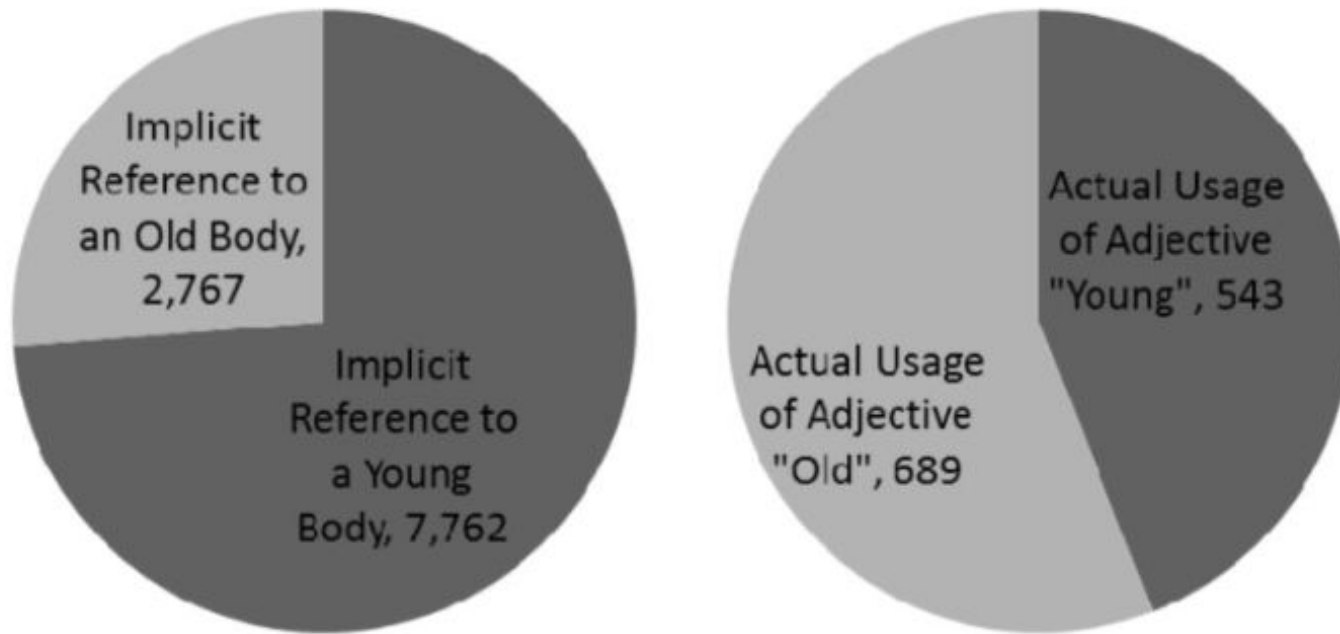 Implicit
Reference to
an Old Body,
2,767
Implicit
Reference to
a Young
Body, 7,762
Actual Usage
of Adjective
"Young", 543
Actual Usage
of Adjective
"Old", 689